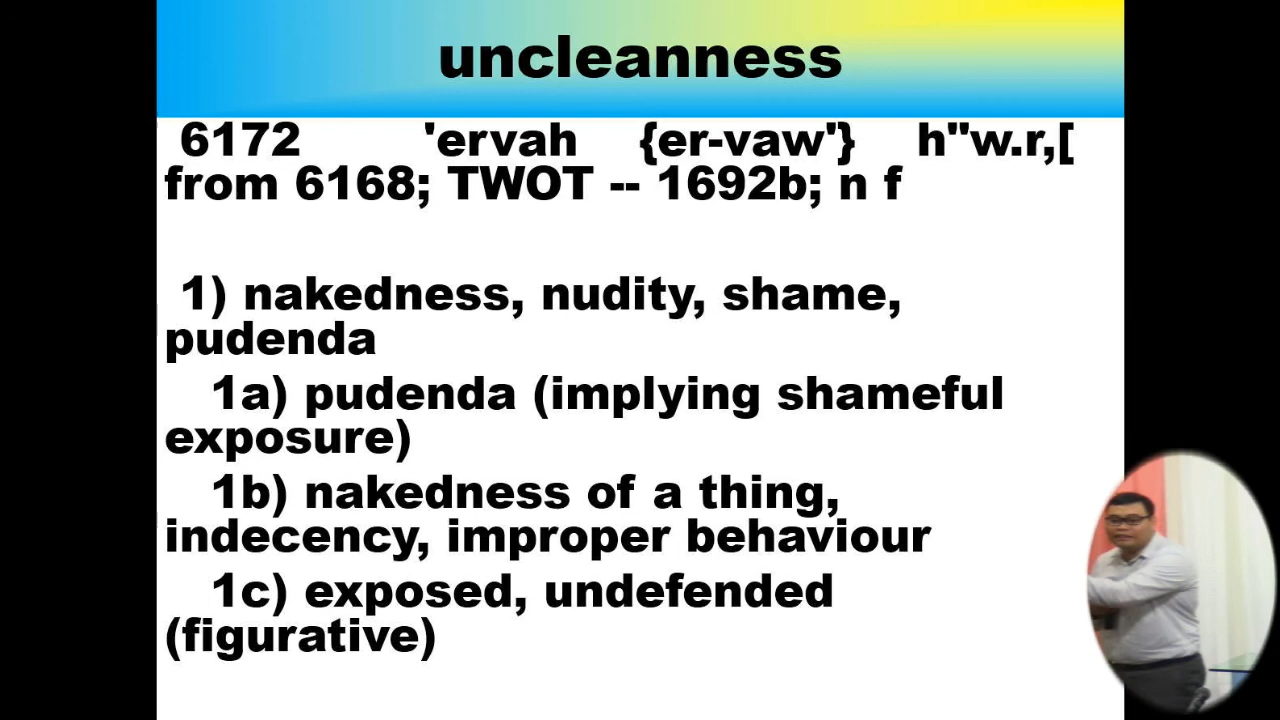 uncleanness
6172 'ervah {er-vaw'} h"w.r,[
from 6168; TWOT -- 1692b; n f
1) nakedness, nudity, shame,
pudenda
1a) pudenda (implying shameful
exposure)
1b) nakedness of a thing,
indecency, improper behaviour
1c) exposed, undefended
(figurative)